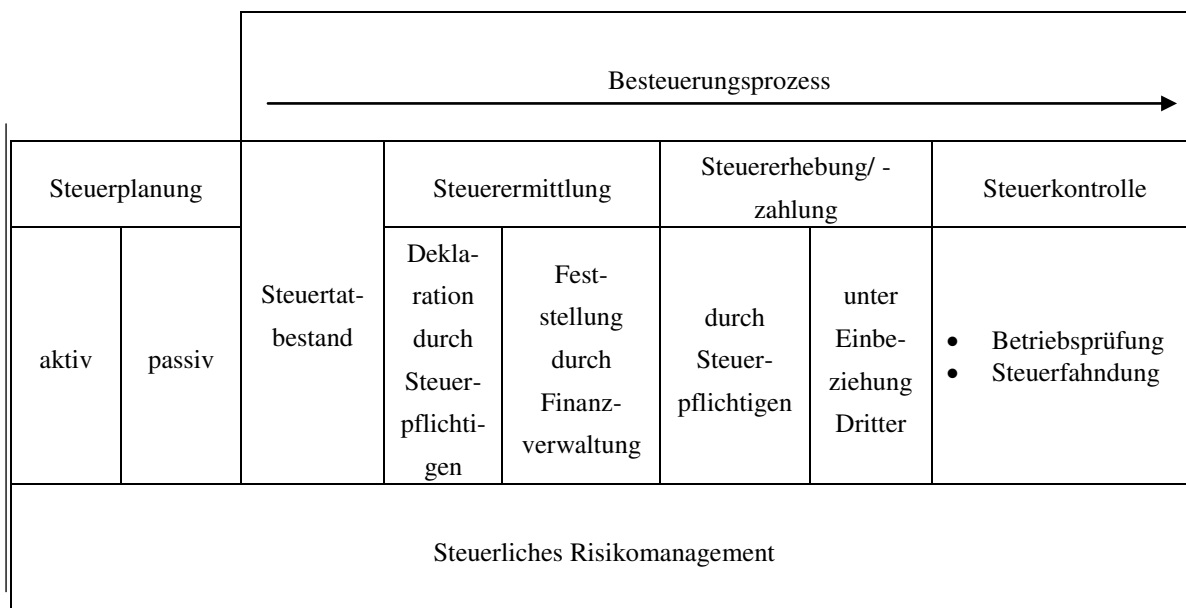 Besteuerungsprozess
Steuerplanung
aktiv
passiv
Steuertat-
bestand
Steuerermittlung
Dekla-
ration
durch
Steuer-
pflichti-
gen
Fest-
stellung
durch
Finanz-
verwaltung
Steuererhebung/ -
zahlung
durch
Steuer-
pflichtigen
unter
Einbe-
ziehung
Dritter
Steuerkontrolle
• Betriebsprüfung
• Steuerfahndung
Steuerliches Risikomanagement